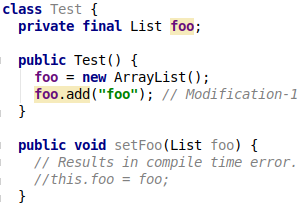 class Test {
private final List foo;
public Test() {
foo = new ArrayList();
foo.add("foo"); // Modification-1
}
public void setFoo(List foo) {
// Results in compile time error.
//this.foo = foo;
}